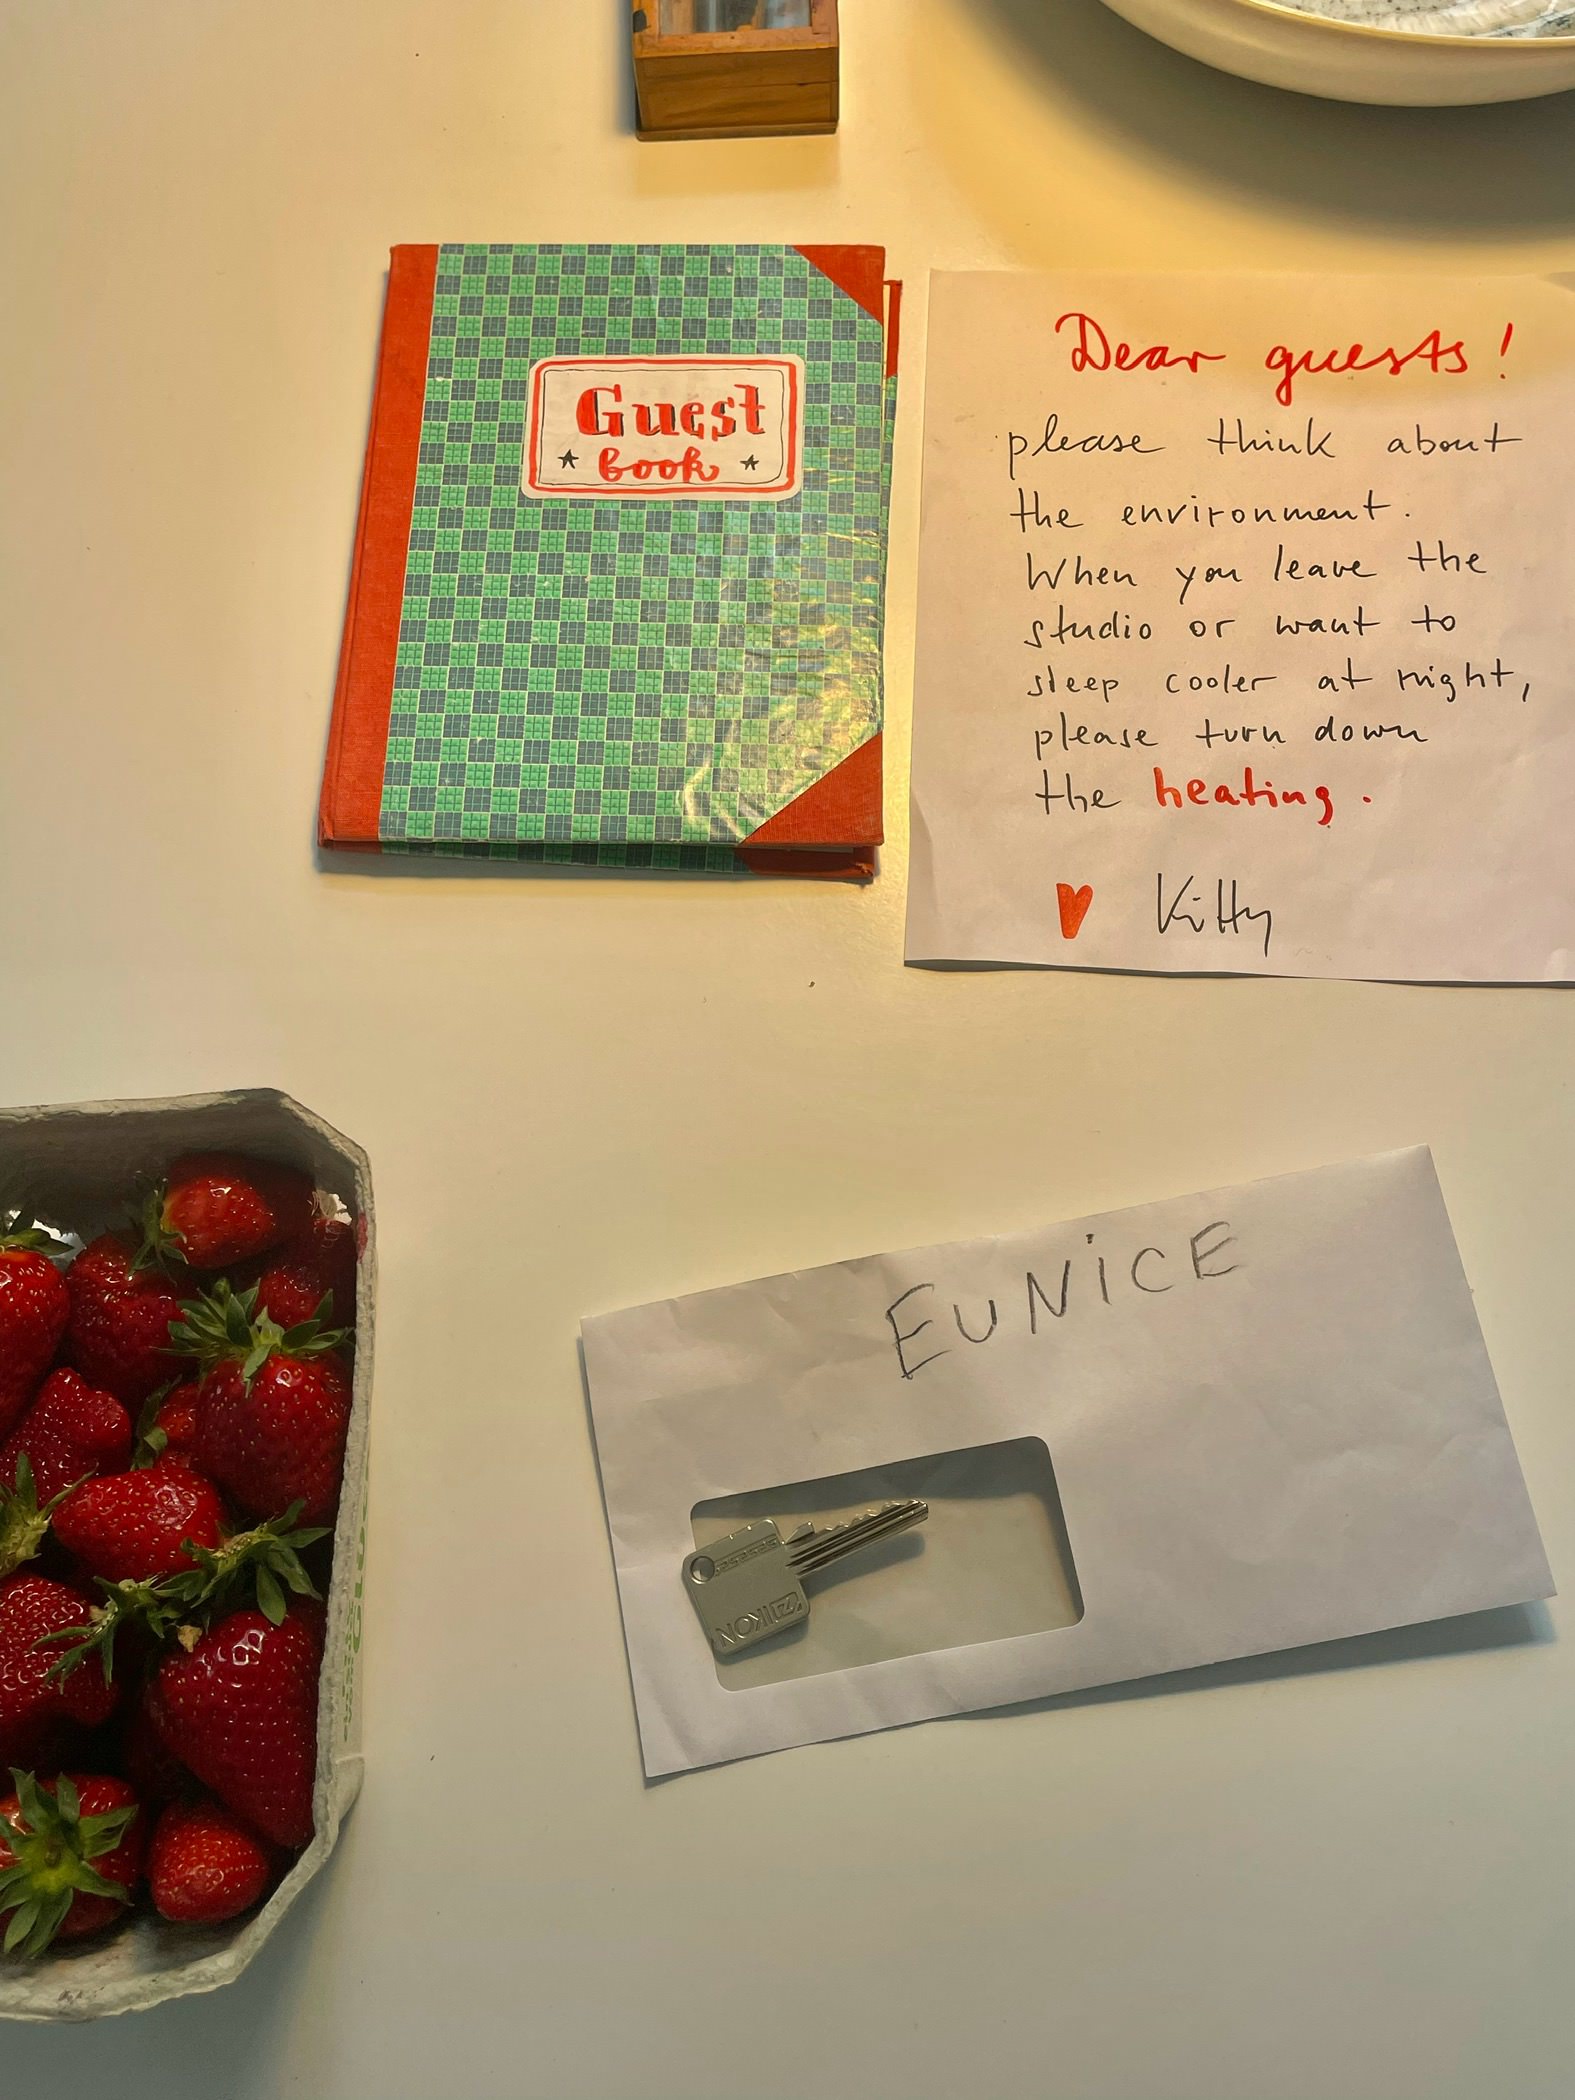 Guest
book
Dear guests!
please think about
the environment.
When you leave the
studio or want to
sleep cooler at night,
please turn down
the heating.
Kitty
EUNiCE
IKON